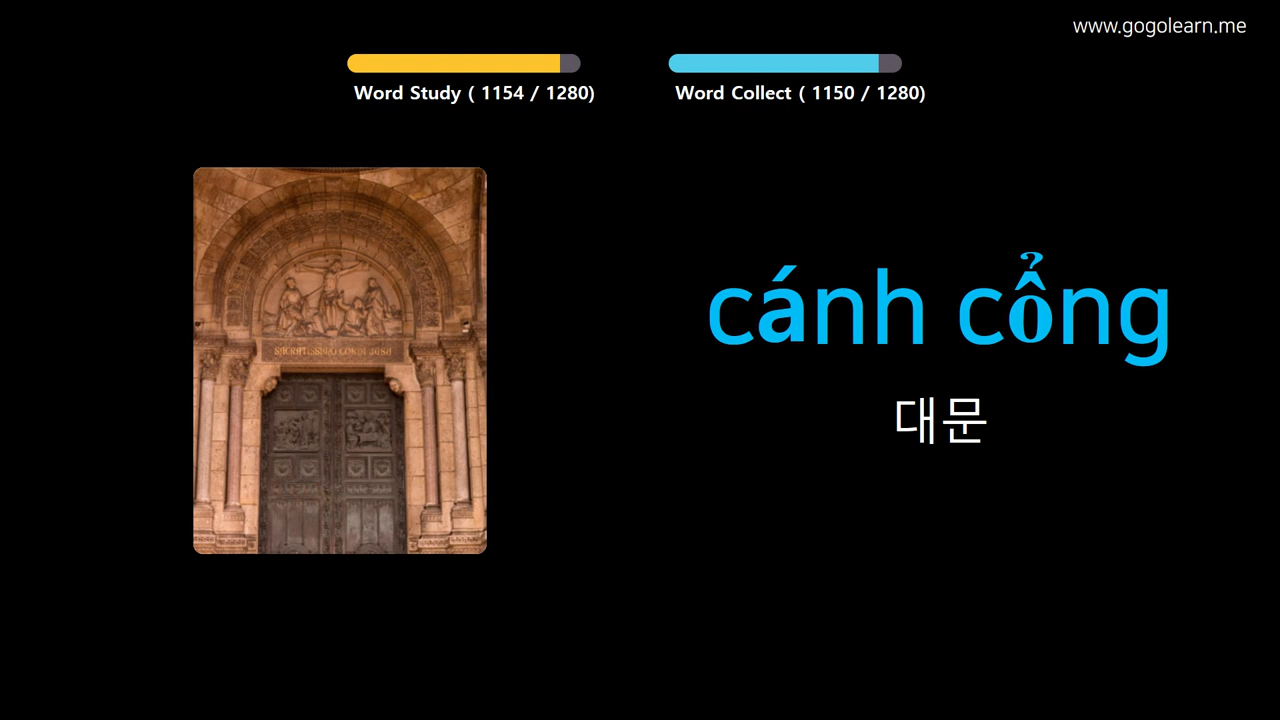 www.gogolearn.me
Word Study ( 1154 / 1280)
Word Collect ( 1150 / 1280)
cánh cổng
대문